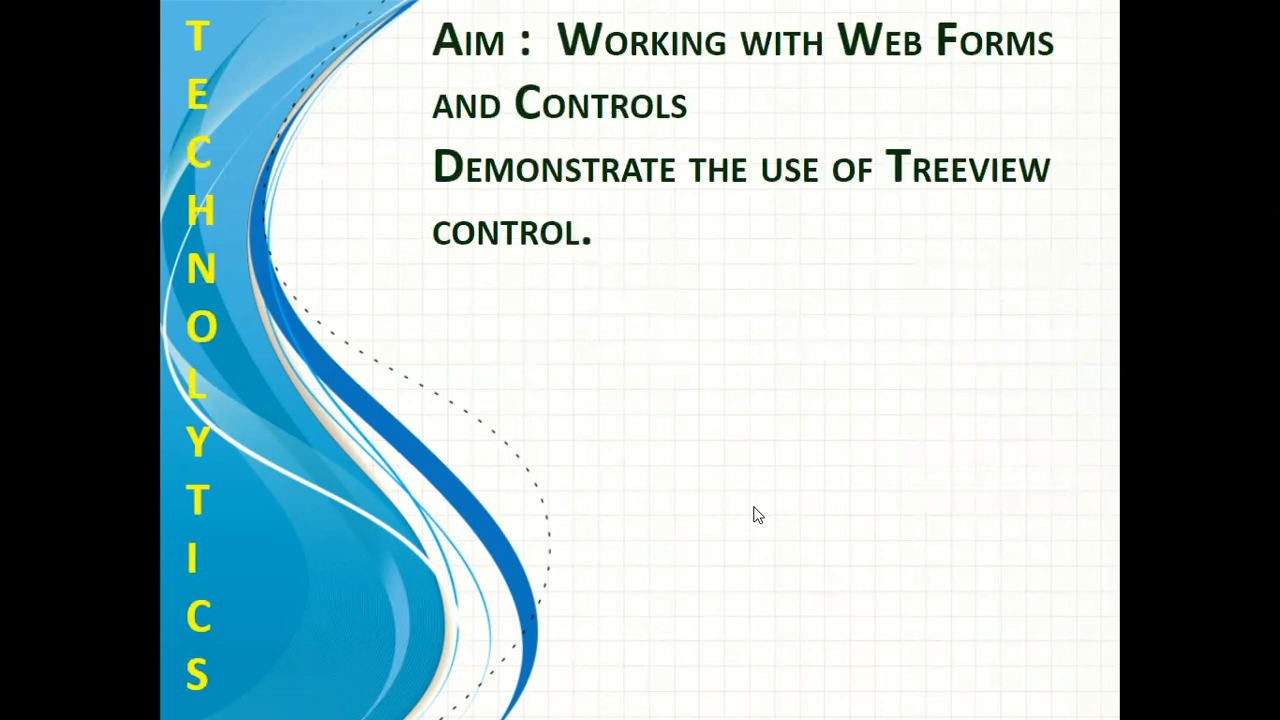 TECHNOLYTICS
AIM : WORKING WITH WEB FORMS
AND CONTROLS
DEMONSTRATE THE USE OF TREEVIEW
CONTROL.